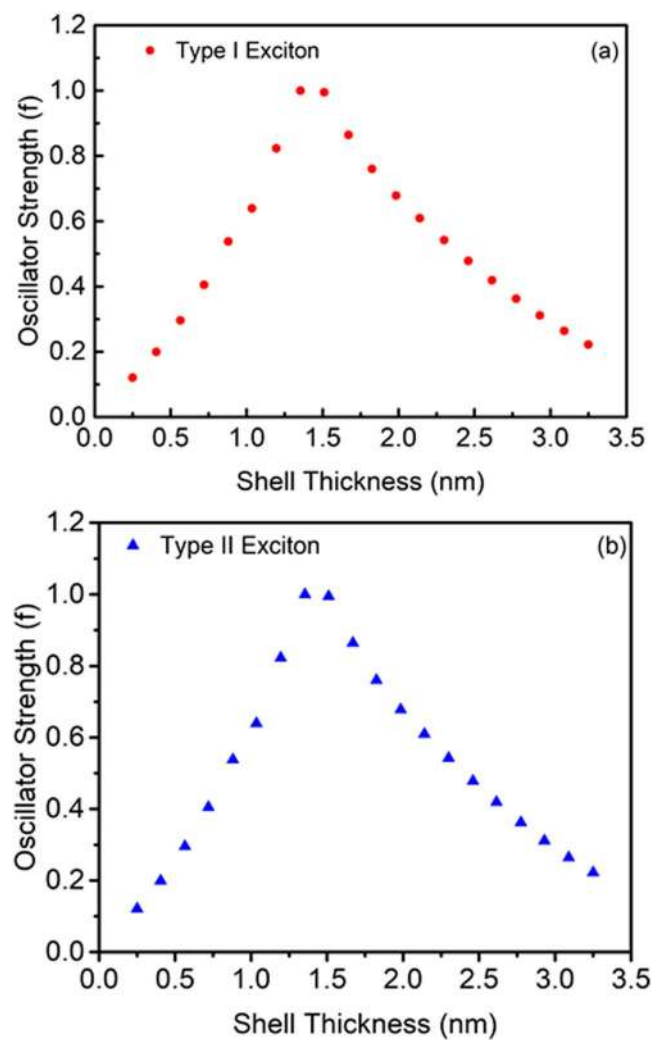 1.2
Type I Exciton
(a)
1.0
0.8
0.6
0.4
0.2
0.0
Oscillator Strength (f)
0.0 0.5 1.0 1.5 2.0 2.5 3.0 3.5
Shell Thickness (nm)
1.2
Type II Exciton
(b)
1.0
0.8
0.6
0.4
0.2
0.0
Oscillator Strength (f)
0.0 0.5 1.0 1.5 2.0 2.5 3.0 3.5
Shell Thickness (nm)